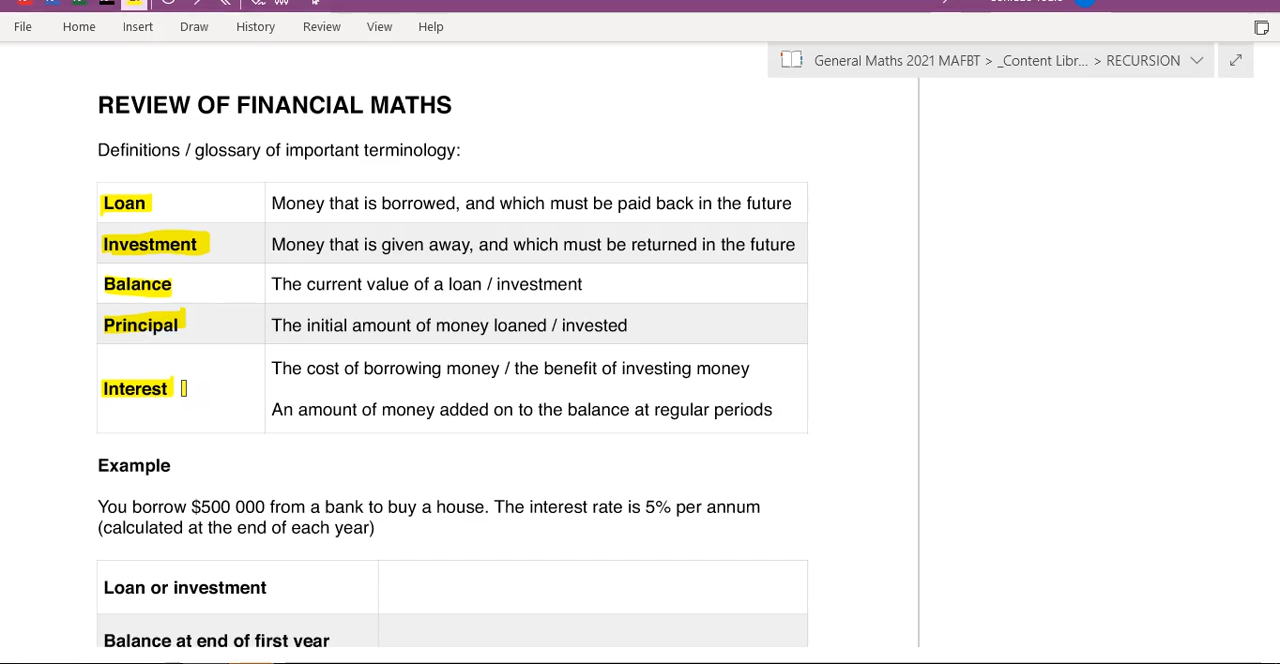 File Home Insert Draw History Review View Help
General Maths 2021 MAFBT > _Content Libr... > RECURSION
REVIEW OF FINANCIAL MATHS
Definitions / glossary of important terminology:
Loan Money that is borrowed, and which must be paid back in the future
Investment Money that is given away, and which must be returned in the future
Balance The current value of a loan / investment
Principal The initial amount of money loaned / invested
Interest The cost of borrowing money / the benefit of investing money
An amount of money added on to the balance at regular periods
Example
You borrow $500 000 from a bank to buy a house. The interest rate is 5% per annum
(calculated at the end of each year)
Loan or investment
Balance at end of first year